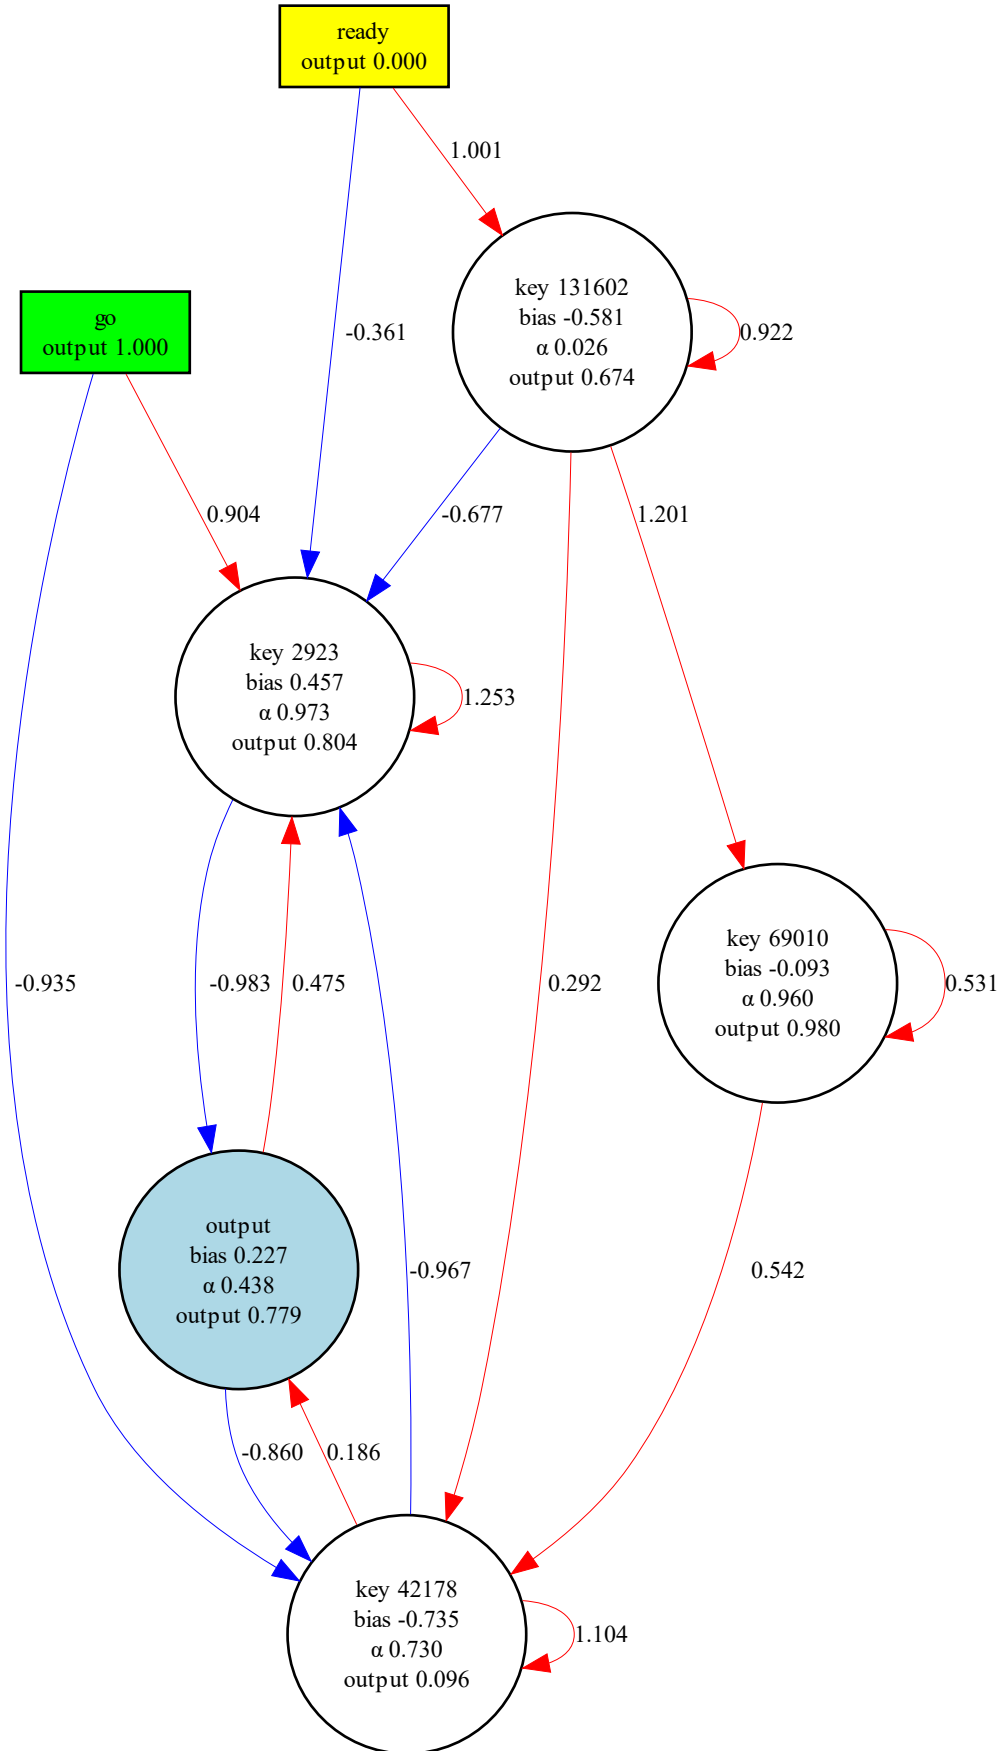 ready
output 0.000
1.001
key 131602
bias -0.581
α 0.026
output 0.674
0.922
go
output 1.000
-0.361
0.904
-0.677
1.201
key 2923
bias 0.457
α 0.973
output 0.804
1.253
key 69010
bias -0.093
α 0.960
output 0.980
0.531
-0.935
-0.983
0.475
0.292
output
bias 0.227
α 0.438
output 0.779
-0.967
0.542
-0.860
0.186
key 42178
bias -0.735
α 0.730
output 0.096
1.104